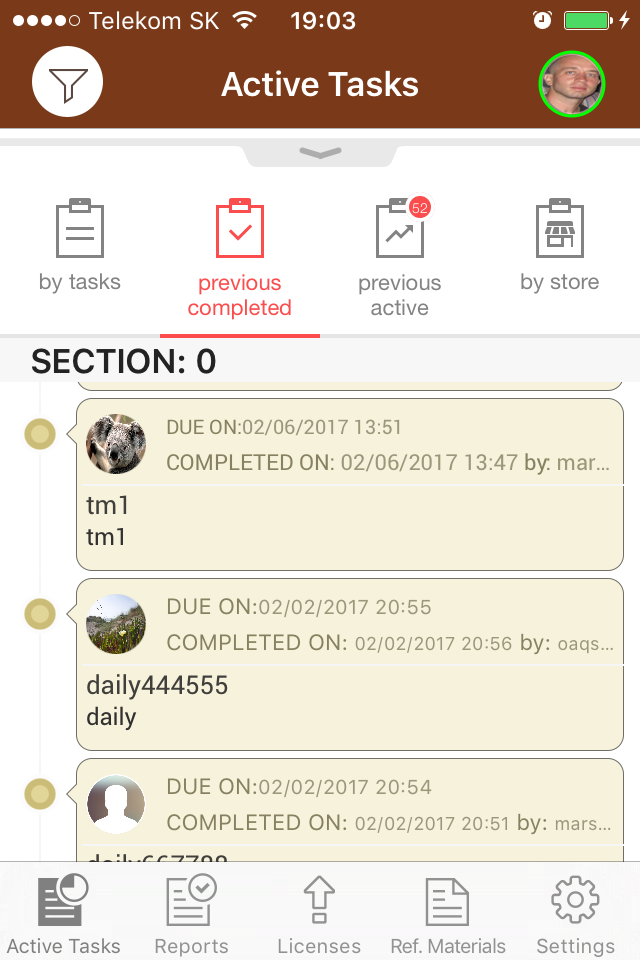 Telekom SK 19:03
Active Tasks
by tasks
previous
completed
52
previous
active
by store
SECTION: 0
DUE ON:02/06/2017 13:51
COMPLETED ON: 02/06/2017 13:47 by: mar...
tm1
tm1
DUE ON:02/02/2017 20:55
COMPLETED ON: 02/02/2017 20:56 by: oaqs...
daily444555
daily
DUE ON:02/02/2017 20:54
COMPLETED ON: 02/02/2017 20:51 by: mars...
Active Tasks
Reports
Licenses
Ref. Materials
Settings